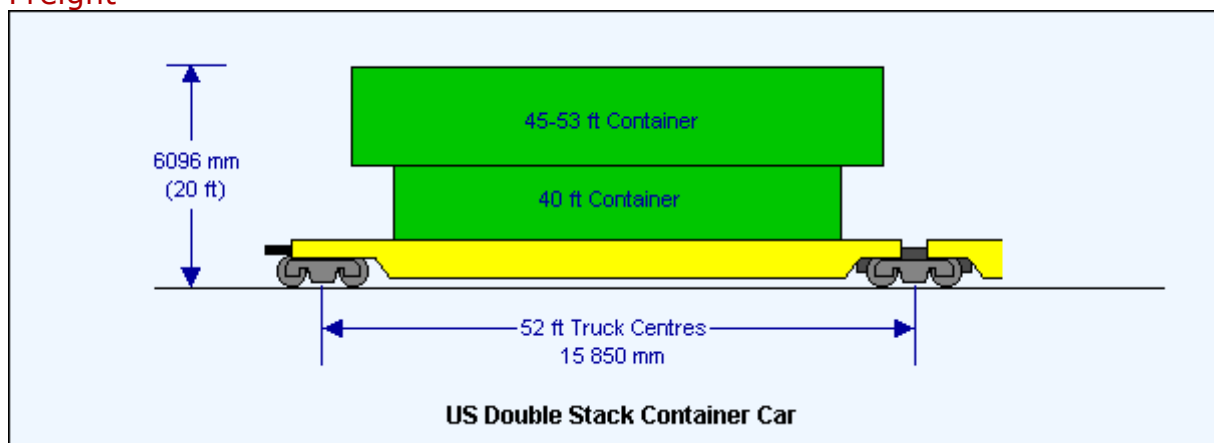 Freight
45-53 ft Container
6096 mm
(20 ft)
40 ft Container
52 ft Truck Centres
15 850 mm
US Double Stack Container Car